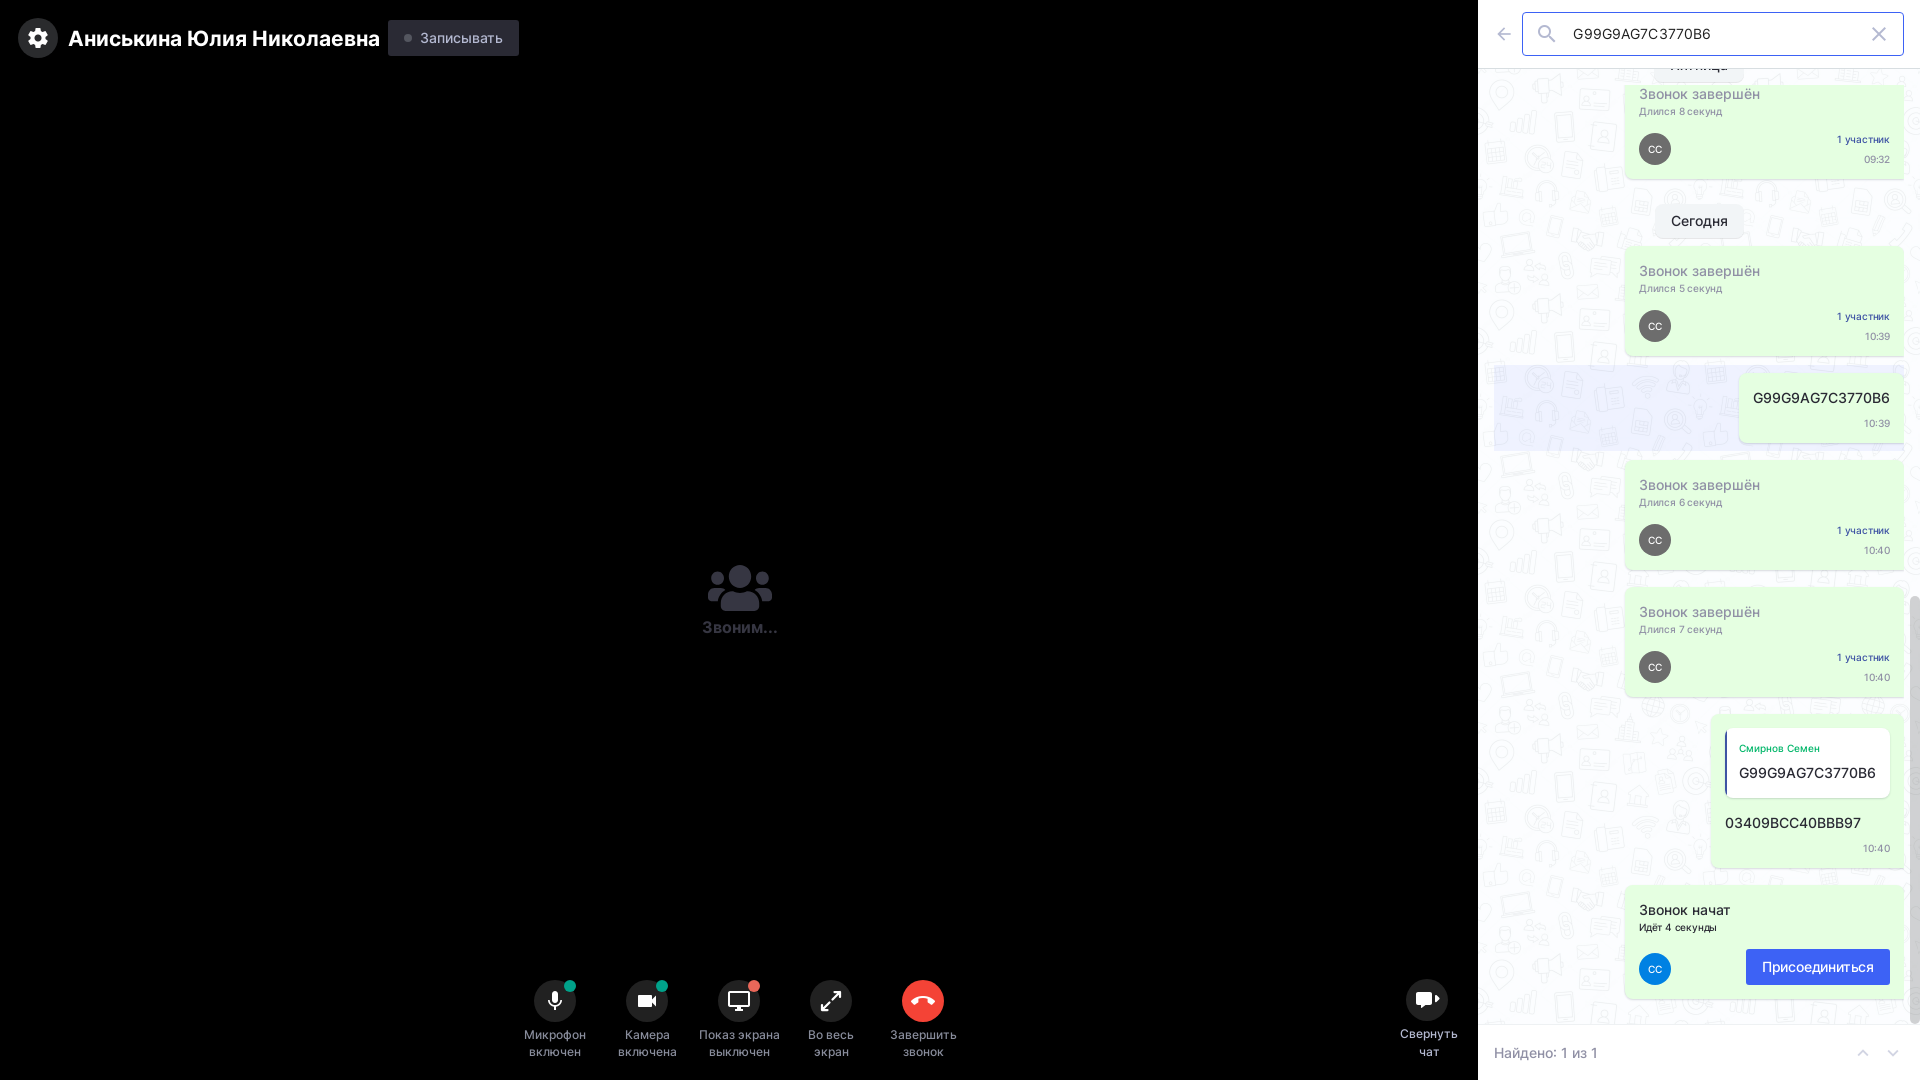 Аниськина Юлия Николаевна
Записывать
Звоним...
Микрофон
включен
Камера
включена
Показ экрана
выключен
Во весь
экран
Завершить
звонок
Свернуть
чат
G99G9AG7C3770B6
Пятница
Звонок завершён
Длился 8 секунд
СС
1 участник
09:32
Сегодня
Звонок завершён
Длился 5 секунд
СС
1 участник
10:39
G99G9AG7C3770B6
10:39
Звонок завершён
Длился 6 секунд
СС
1 участник
10:40
Звонок завершён
Длился 7 секунд
СС
1 участник
10:40
Смирнов Семен
G99G9AG7C3770B6
03409BCC40BBB97
10:40
Звонок начат
Идёт 4 секунды
СС
Присоединиться
Найдено: 1 из 1